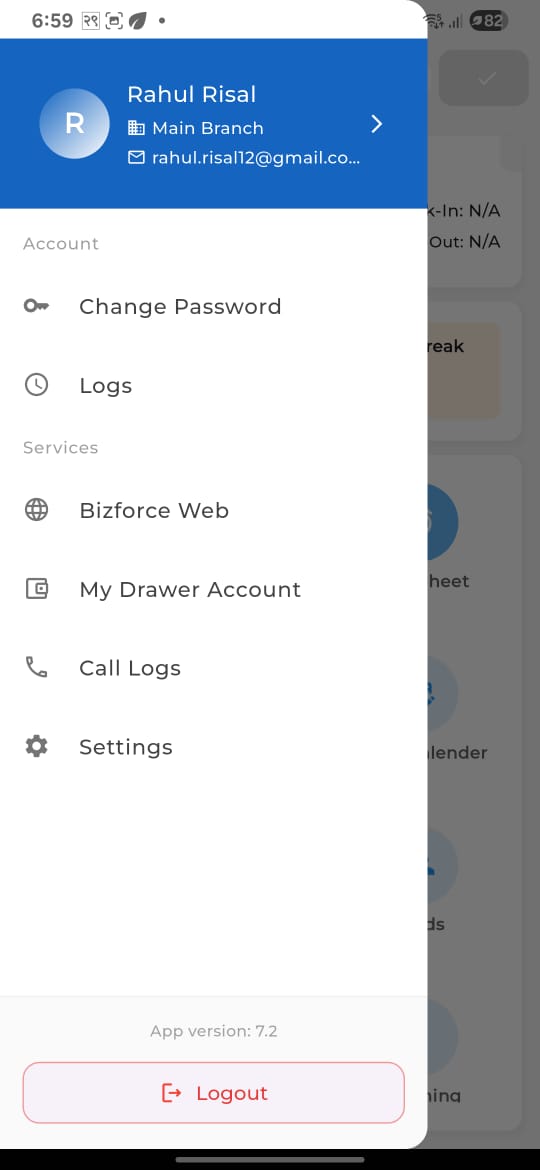 6:59 २९
82
Rahul Risal
R
Main Branch
rahul.risal12@gmail.co...
Account
Change Password
Logs
Services
Bizforce Web
My Drawer Account
Call Logs
Settings
App version: 7.2
Logout
k-In: N/A
Out: N/A
reak
heet
lender
ds
ning